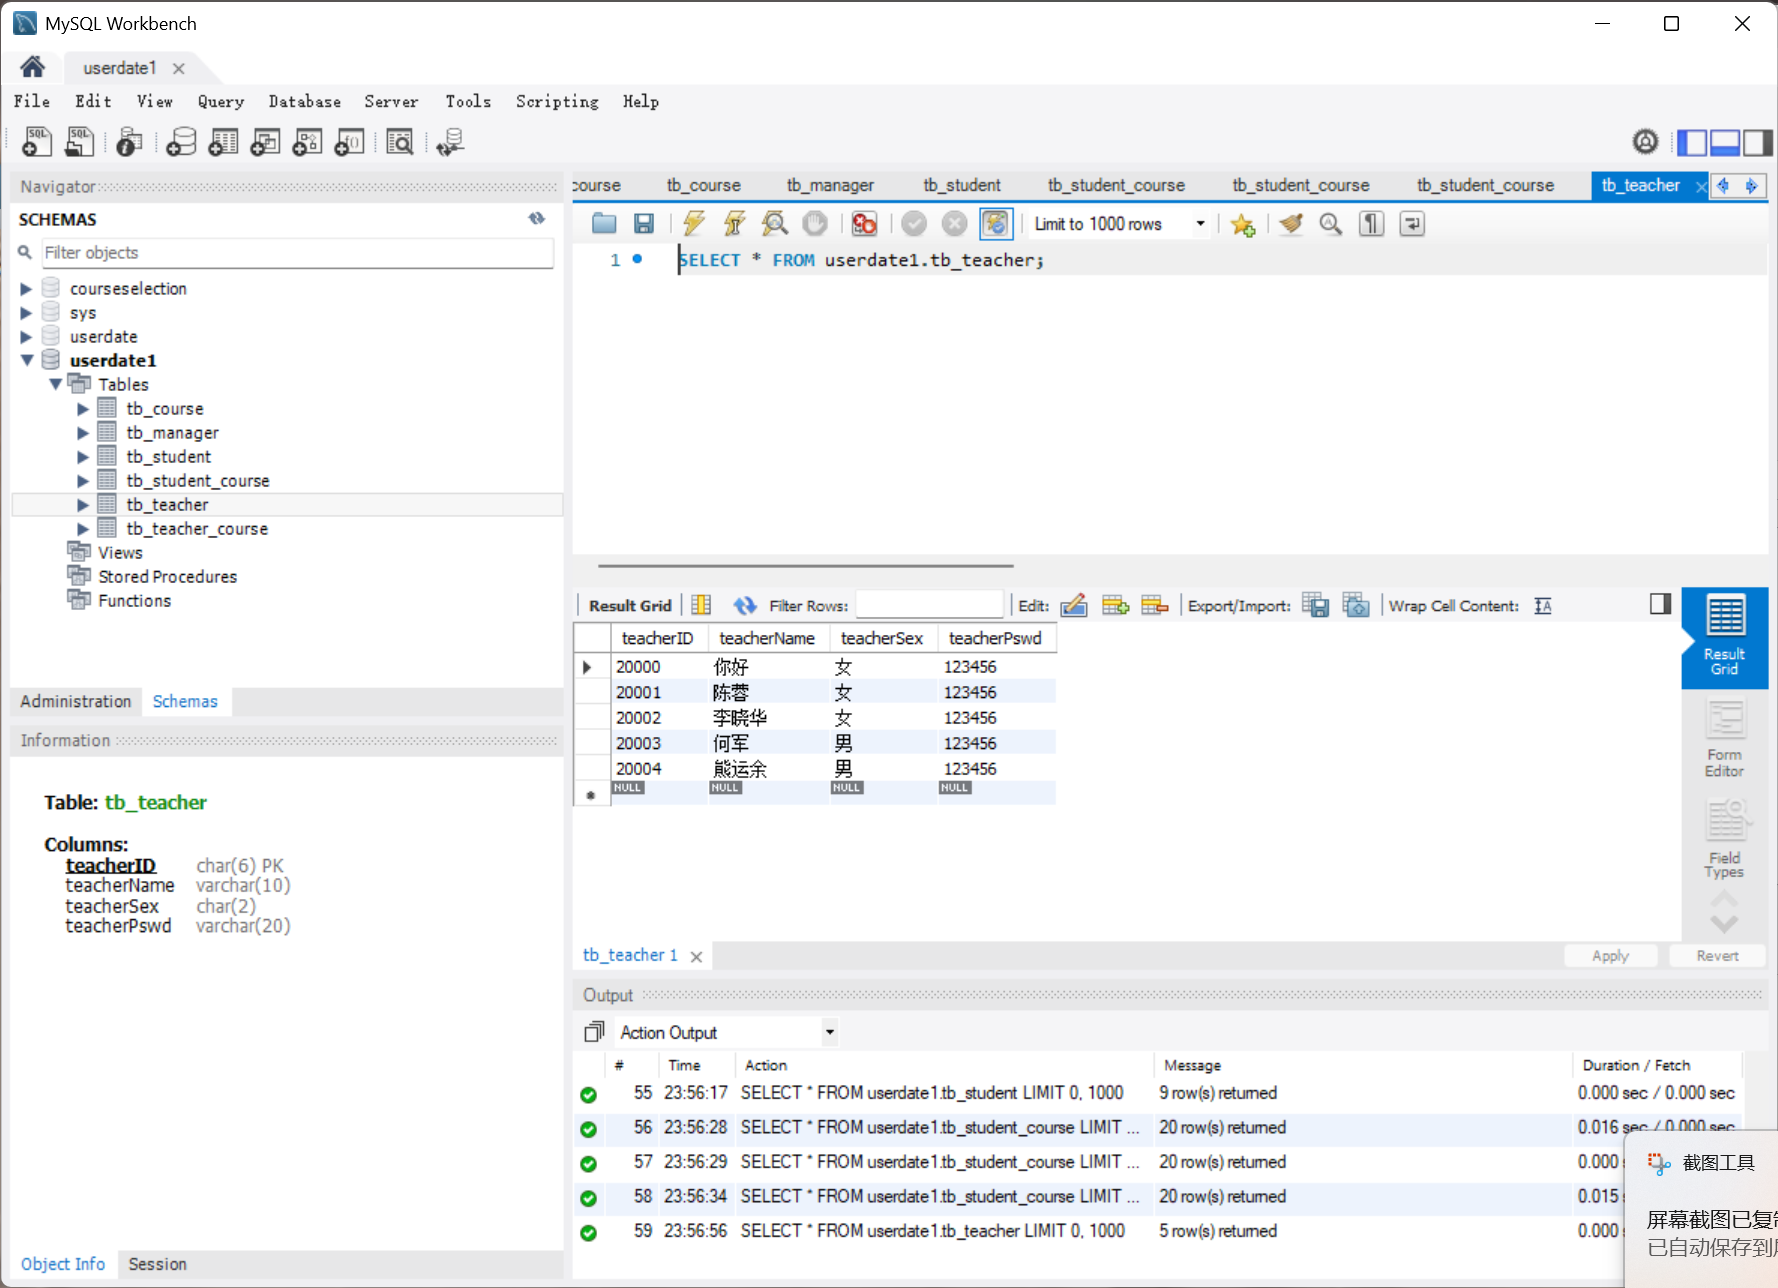 MySQL Workbench
userdate1
File Edit View Query Database Server Tools Scripting Help
Navigator
SCHEMAS
Filter objects
courseselection
sys
userdate
userdate1
Tables
tb_course
tb_manager
tb_student
tb_student_course
tb_teacher
tb_teacher_course
Views
Stored Procedures
Functions
Administration Schemas
Information
Table: tb_teacher
Columns:
teacherID char(6) PK
teacherName varchar(10)
teacherSex char(2)
teacherPswd varchar(20)
Object Info Session
course tb_course tb_manager tb_student tb_student_course tb_student_course tb_student_course tb_teacher
Limit to 1000 rows
1 SELECT * FROM userdate1.tb_teacher;
Result Grid Filter Rows: Edit: Export/Import: Wrap Cell Content: IA
teacherID teacherName teacherSex teacherPswd
20000 你好 女 123456
20001 陈蓉 女 123456
20002 李晓华 女 123456
20003 何军 男 123456
20004 熊运余 男 123456
NULL NULL NULL NULL
Result
Grid
Form
Editor
Field
Types
tb_teacher 1
Apply Revert
Output
Action Output
# Time Action Message Duration / Fetch
55 23:56:17 SELECT * FROM userdate1.tb_student LIMIT 0, 1000 9 row(s) returned 0.000 sec / 0.000 sec
56 23:56:28 SELECT * FROM userdate1.tb_student_course LIMIT ... 20 row(s) returned 0.016 sec / 0.000 sec
57 23:56:29 SELECT * FROM userdate1.tb_student_course LIMIT ... 20 row(s) returned 0.000
58 23:56:34 SELECT * FROM userdate1.tb_student_course LIMIT ... 20 row(s) returned 0.015
59 23:56:56 SELECT * FROM userdate1.tb_teacher LIMIT 0, 1000 5 row(s) returned 0.000
截图工具
屏幕截图已复制
已自动保存到